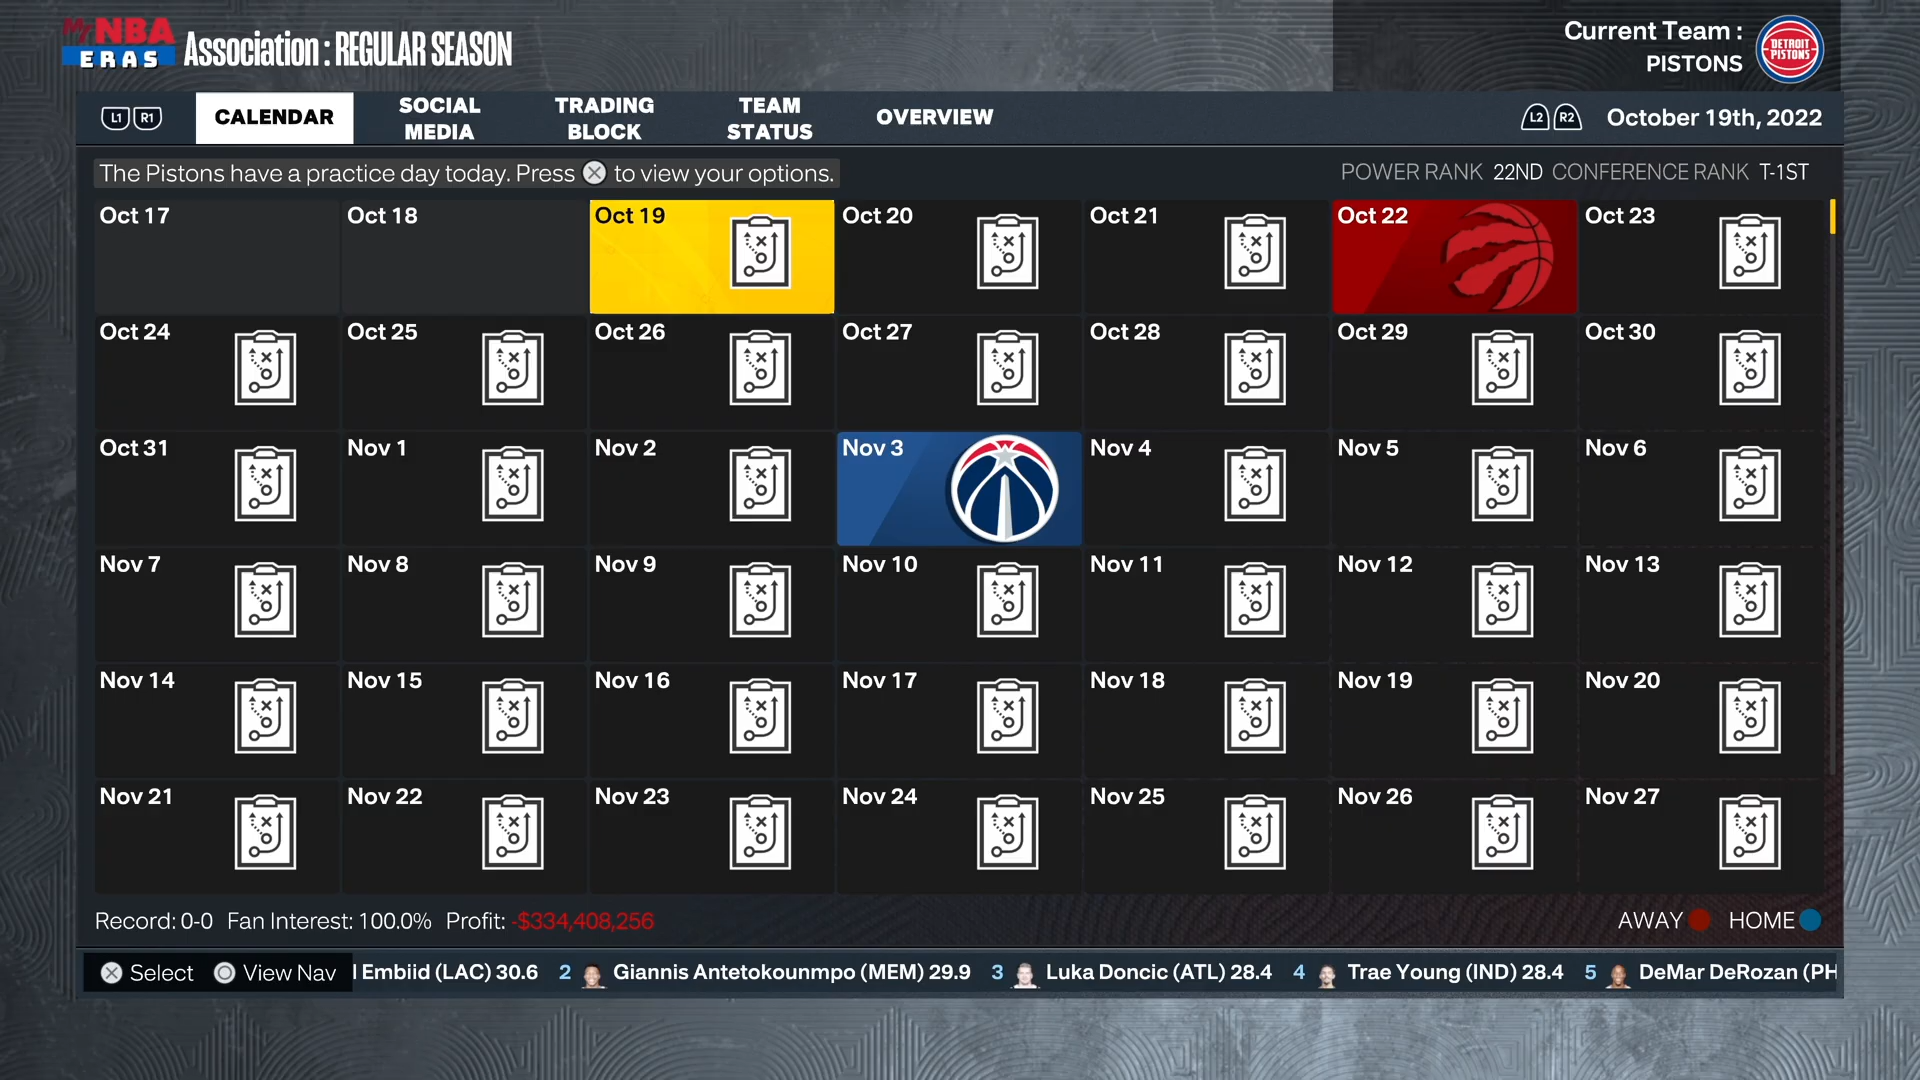 MyNBA
ERAS
Association : REGULAR SEASON
Current Team :
PISTONS
DETROIT
PISTONS
L1 R1
CALENDAR
SOCIAL
MEDIA
TRADING
BLOCK
TEAM
STATUS
OVERVIEW
L2 R2
October 19th, 2022
The Pistons have a practice day today. Press to view your options.
POWER RANK 22ND CONFERENCE RANK T-1ST
Oct 17 Oct 18 Oct 19 Oct 20 Oct 21 Oct 22 Oct 23
Oct 24 Oct 25 Oct 26 Oct 27 Oct 28 Oct 29 Oct 30
Oct 31 Nov 1 Nov 2 Nov 3 Nov 4 Nov 5 Nov 6
Nov 7 Nov 8 Nov 9 Nov 10 Nov 11 Nov 12 Nov 13
Nov 14 Nov 15 Nov 16 Nov 17 Nov 18 Nov 19 Nov 20
Nov 21 Nov 22 Nov 23 Nov 24 Nov 25 Nov 26 Nov 27
Record: 0-0 Fan Interest: 100.0% Profit: -$334,408,256
AWAY HOME
Select View Nav l Embiid (LAC) 30.6 2 Giannis Antetokounmpo (MEM) 29.9 3 Luka Doncic (ATL) 28.4 4 Trae Young (IND) 28.4 5 DeMar DeRozan (PH